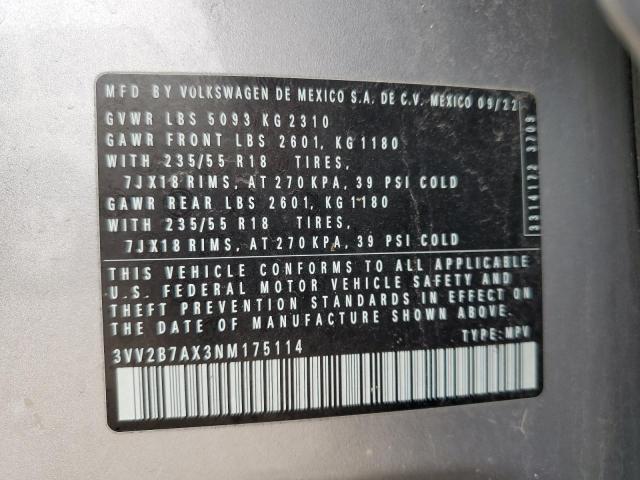 MFD BY VOLKSWAGEN DE MEXICO S.A. DE C.V. MEXICO 09/22
GVWR LBS 5093 KG 2310
GAWR FRONT LBS 2601, KG 1180
WITH 235/55 R18 TIRES,
7JX18 RIMS, AT 270 KPA, 39 PSI COLD
GAWR REAR LBS 2601, KG 1180
WITH 235/55 R18 TIRES,
7JX18 RIMS, AT 270 KPA, 39 PSI COLD
3314172 3709
THIS VEHICLE CONFORMS TO ALL APPLICABLE
U.S. FEDERAL MOTOR VEHICLE SAFETY AND
THEFT PREVENTION STANDARDS IN EFFECT ON
THE DATE OF MANUFACTURE SHOWN ABOVE.
3VV2B7AX3NM175114
TYPE: MPV